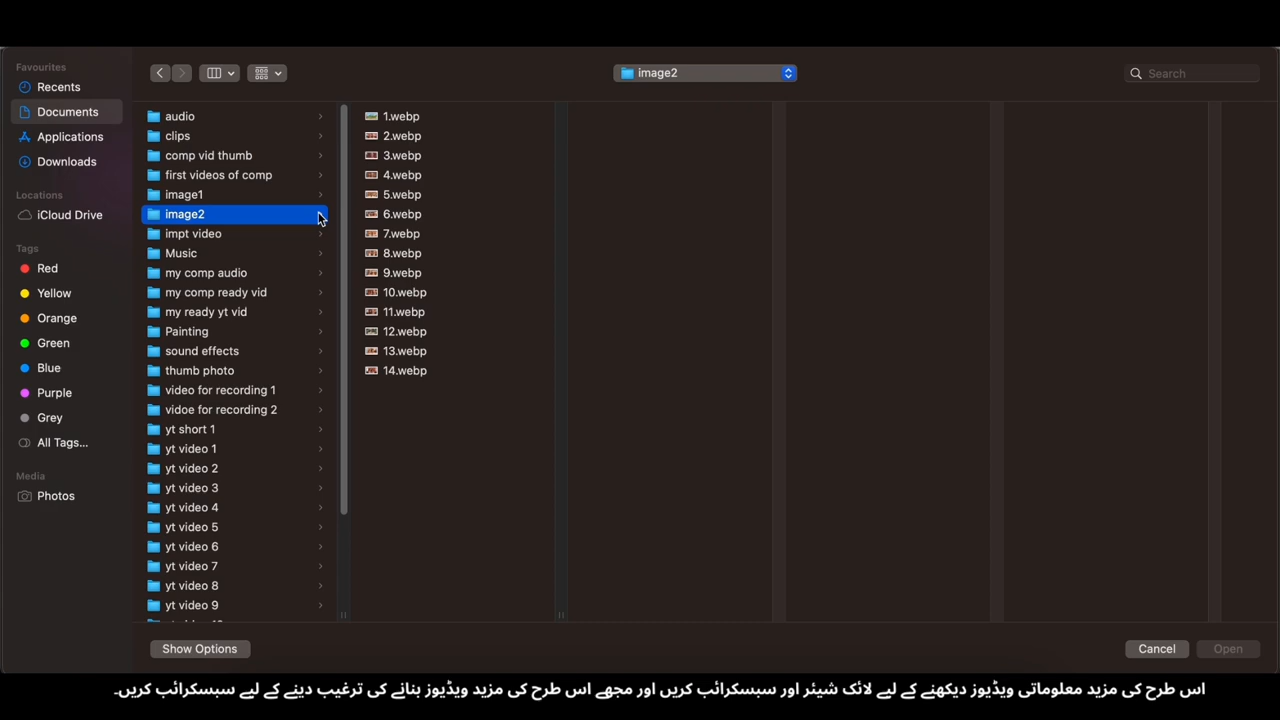 Favourites
Recents
Documents
Applications
Downloads
Locations
iCloud Drive
Tags
Red
Yellow
Orange
Green
Blue
Purple
Grey
All Tags...
Media
Photos
image2
Search
audio
clips
comp vid thumb
first videos of comp
image1
image2
impt video
Music
my comp audio
my comp ready vid
my ready yt vid
Painting
sound effects
thumb photo
video for recording 1
vidoe for recording 2
yt short 1
yt video 1
yt video 2
yt video 3
yt video 4
yt video 5
yt video 6
yt video 7
yt video 8
yt video 9
1.webp
2.webp
3.webp
4.webp
5.webp
6.webp
7.webp
8.webp
9.webp
10.webp
11.webp
12.webp
13.webp
14.webp
Show Options
Cancel
Open
اس طرح کی مزید معلوماتی ویڈیوز دیکھنے کے لیے لائک شیئر اور سبسکرائب کریں اور مجھے اس طرح کی مزید ویڈیوز بنانے کی ترغیب دینے کے لیے سبسکرائب کریں۔